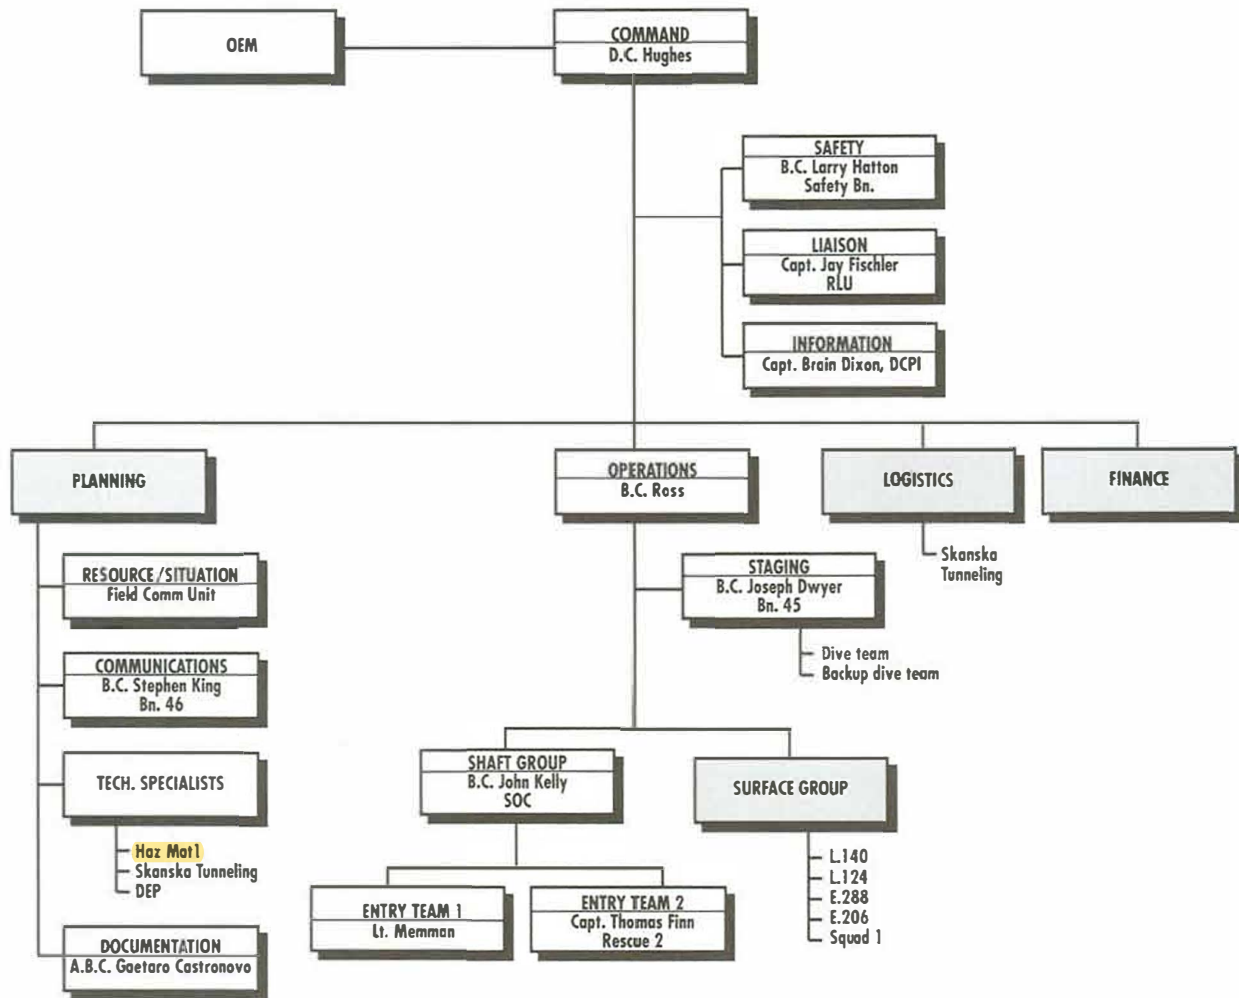 OEM
COMMAND
D.C. Hughes
SAFETY
B.C. Larry Hatton
Safety Bn.
LIAISON
Capt. Jay Fischler
RLU
INFORMATION
Capt. Brain Dixon, DCPI
PLANNING
OPERATIONS
B.C. Ross
LOGISTICS
FINANCE
Skanska
Tunneling
RESOURCE/SITUATION
Field Comm Unit
STAGING
B.C. Joseph Dwyer
Bn. 45
Dive team
Backup dive team
COMMUNICATIONS
B.C. Stephen King
Bn. 46
TECH. SPECIALISTS
Haz Mat1
Skanska Tunneling
DEP
SHAFT GROUP
B.C. John Kelly
SOC
SURFACE GROUP
L.140
L.124
E.288
E.206
Squad 1
ENTRY TEAM 1
Lt. Memman
ENTRY TEAM 2
Capt. Thomas Finn
Rescue 2
DOCUMENTATION
A.B.C. Gaetaro Castronovo